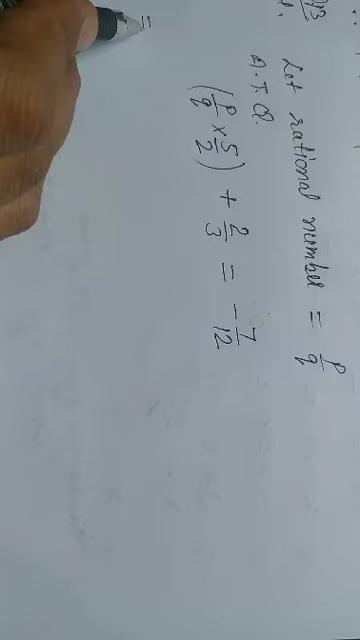 Let rational number = p/q
A.T.Q.
(p/q × 5/2) + 2/3 = -7/12
=